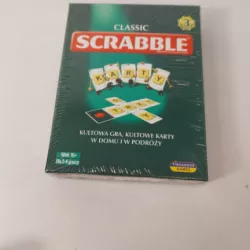 CLASSIC
SCRABBLE
KARTY
KULTOWA GRA, KULTOWE KARTY
W DOMU I W PODRÓŻY